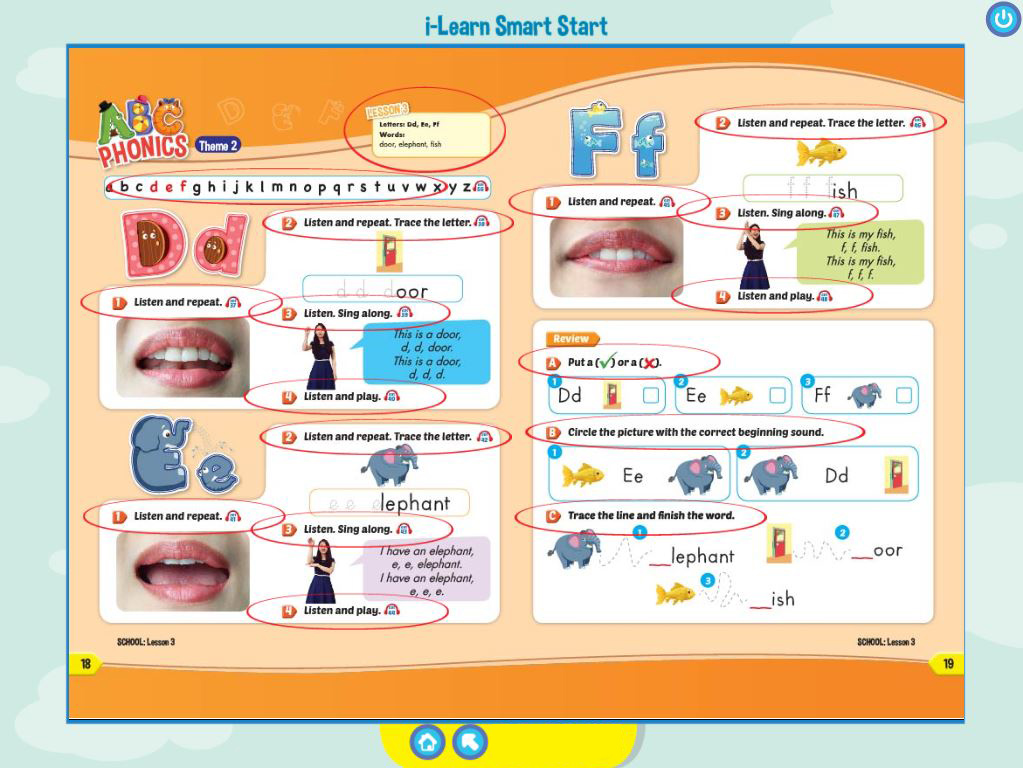 i-Learn Smart Start
ABC
PHONICS
Theme 2
LESSON 3
Letters: Dd, Ee, Ff
Words:
door, elephant, fish
a b c d e f g h i j k l m n o p q r s t u v w x y z
Dd
2 Listen and repeat. Trace the letter.
d d door
1 Listen and repeat.
3 Listen. Sing along.
This is a door,
d, d, door.
This is a door,
d, d, d.
4 Listen and play.
Ee
2 Listen and repeat. Trace the letter.
e e elephant
1 Listen and repeat.
3 Listen. Sing along.
I have an elephant,
e, e, elephant.
I have an elephant,
e, e, e.
4 Listen and play.
SCHOOL: Lesson 3
18
Ff
2 Listen and repeat. Trace the letter.
f f fish
1 Listen and repeat.
3 Listen. Sing along.
This is my fish,
f, f, fish.
This is my fish,
f, f, f.
4 Listen and play.
Review
A Put a (✓) or a (✗).
1 Dd
2 Ee
3 Ff
B Circle the picture with the correct beginning sound.
1 Ee
2 Dd
C Trace the line and finish the word.
1 __lephant
2 __oor
3 __ish
SCHOOL: Lesson 3
19